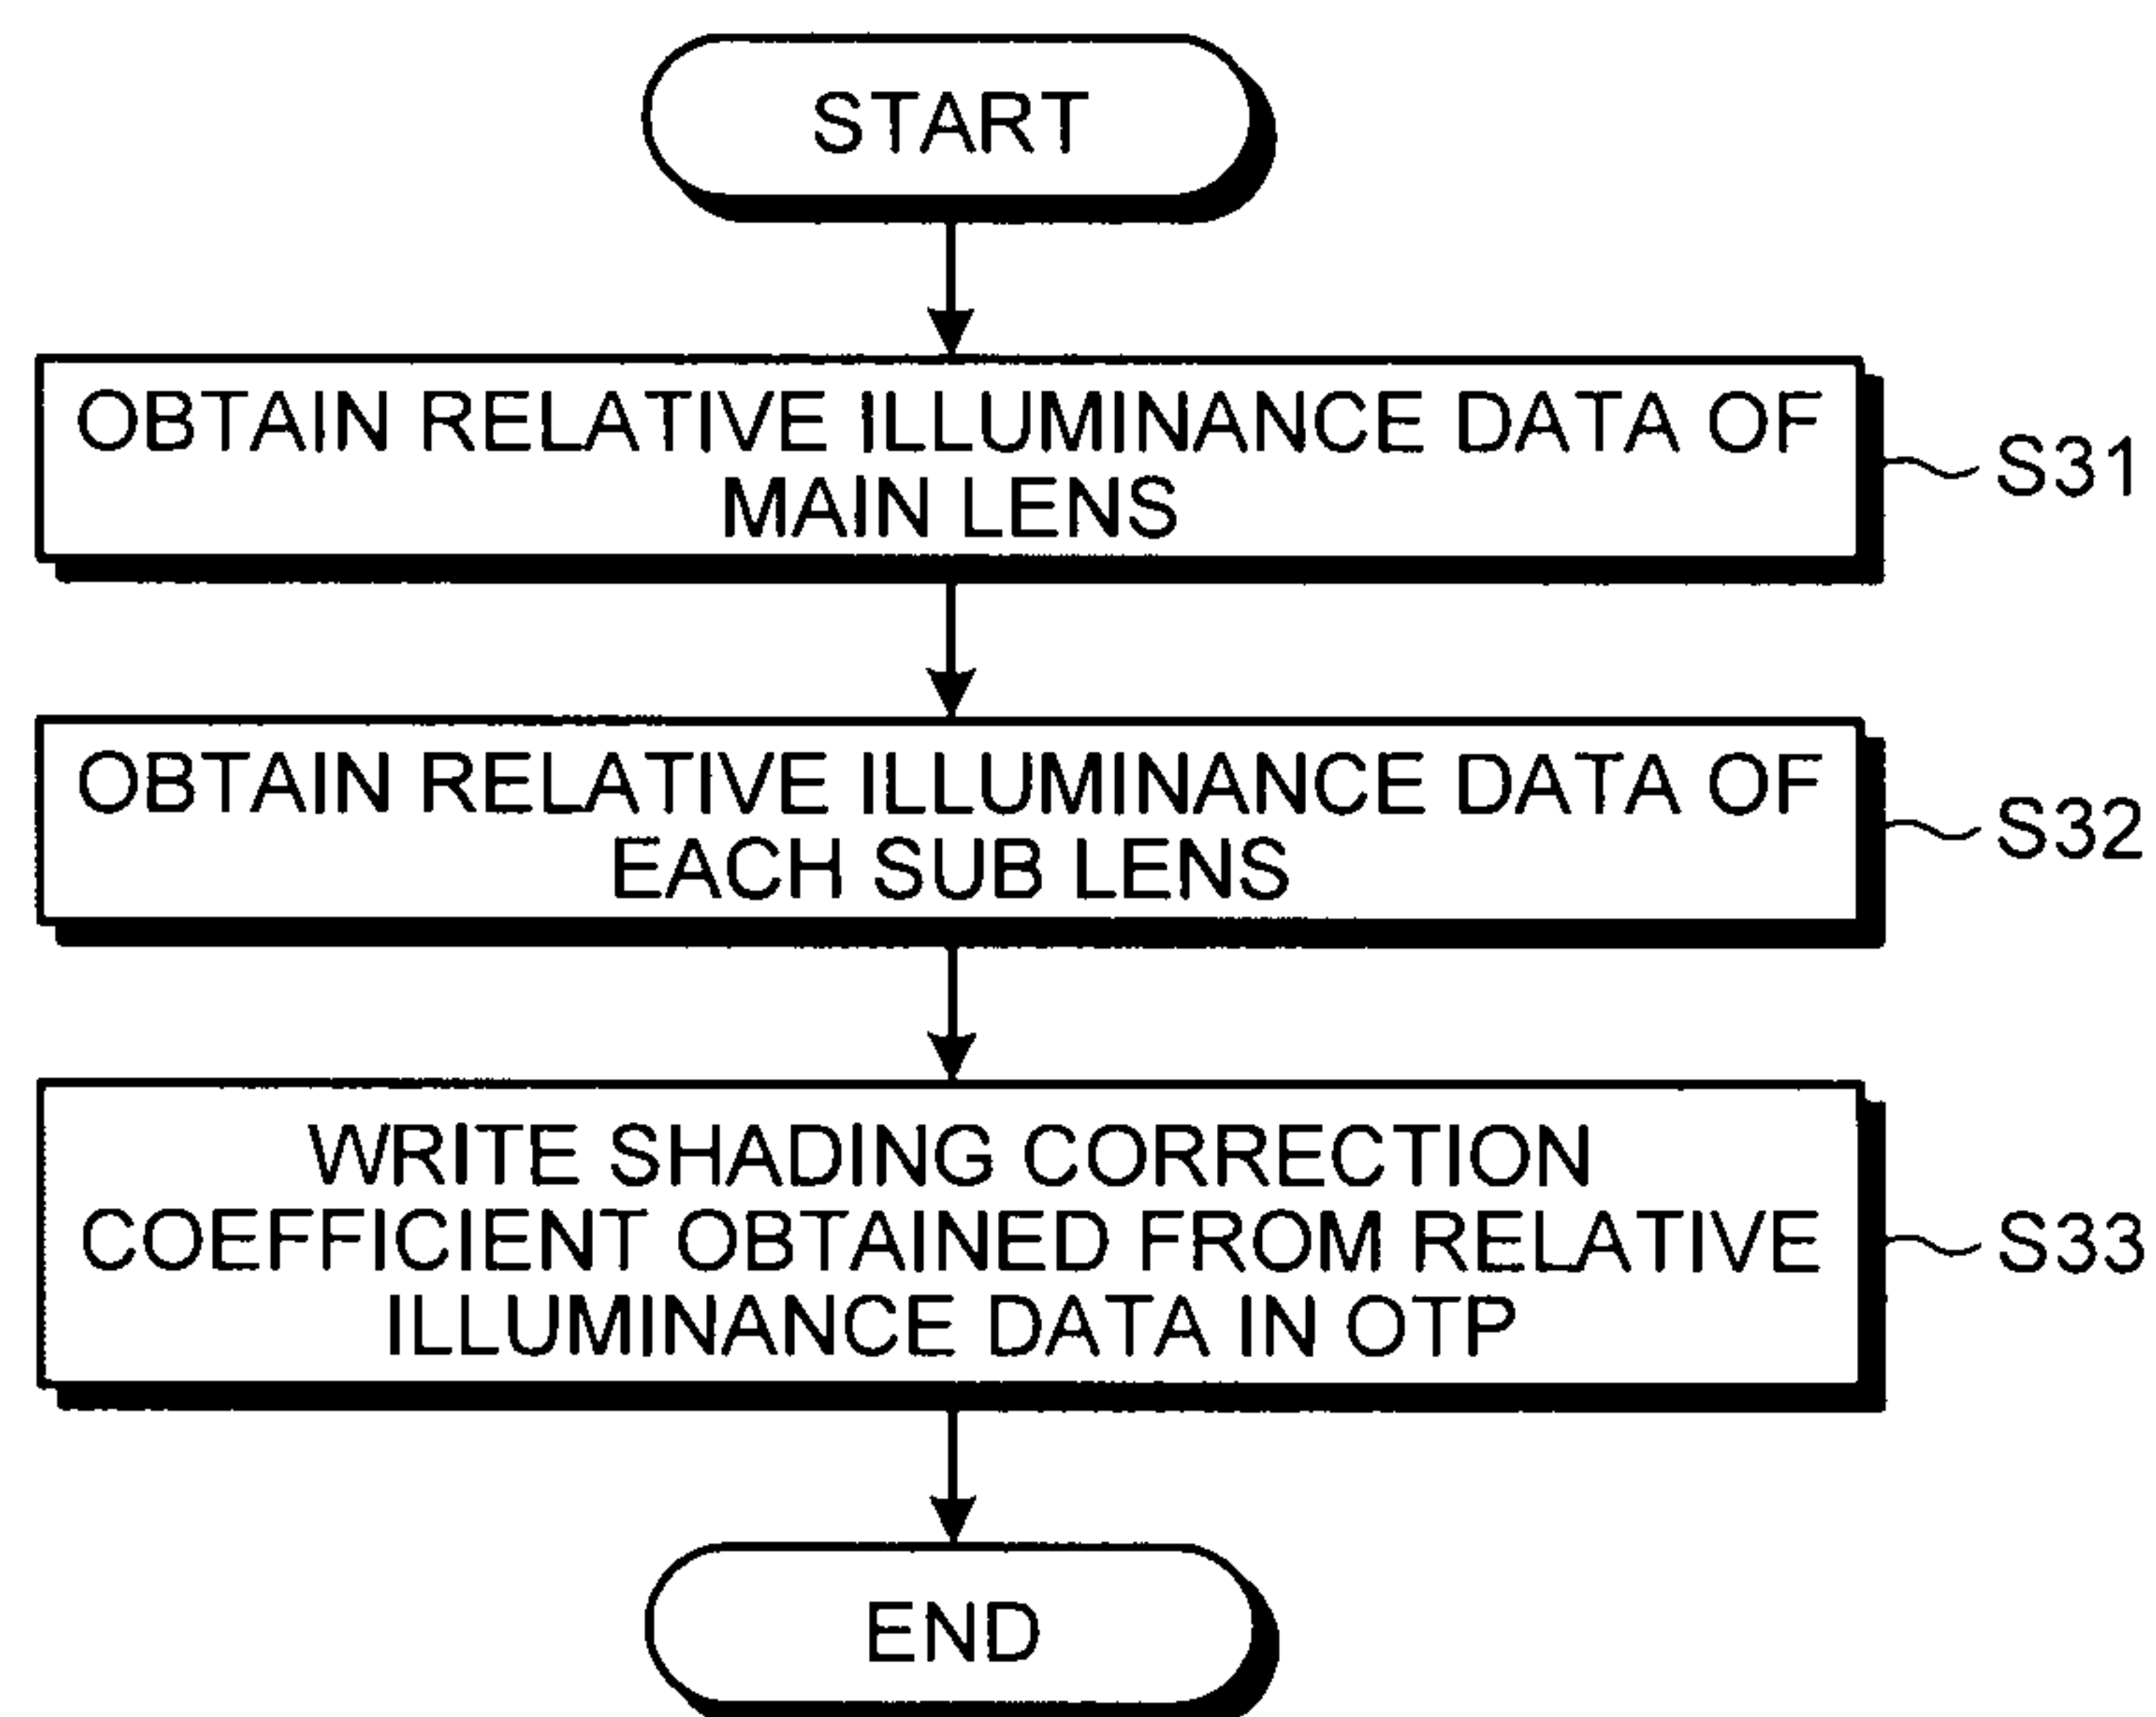 START
OBTAIN RELATIVE ILLUMINANCE DATA OF
MAIN LENS
S31
OBTAIN RELATIVE ILLUMINANCE DATA OF
EACH SUB LENS
S32
WRITE SHADING CORRECTION
COEFFICIENT OBTAINED FROM RELATIVE
ILLUMINANCE DATA IN OTP
S33
END